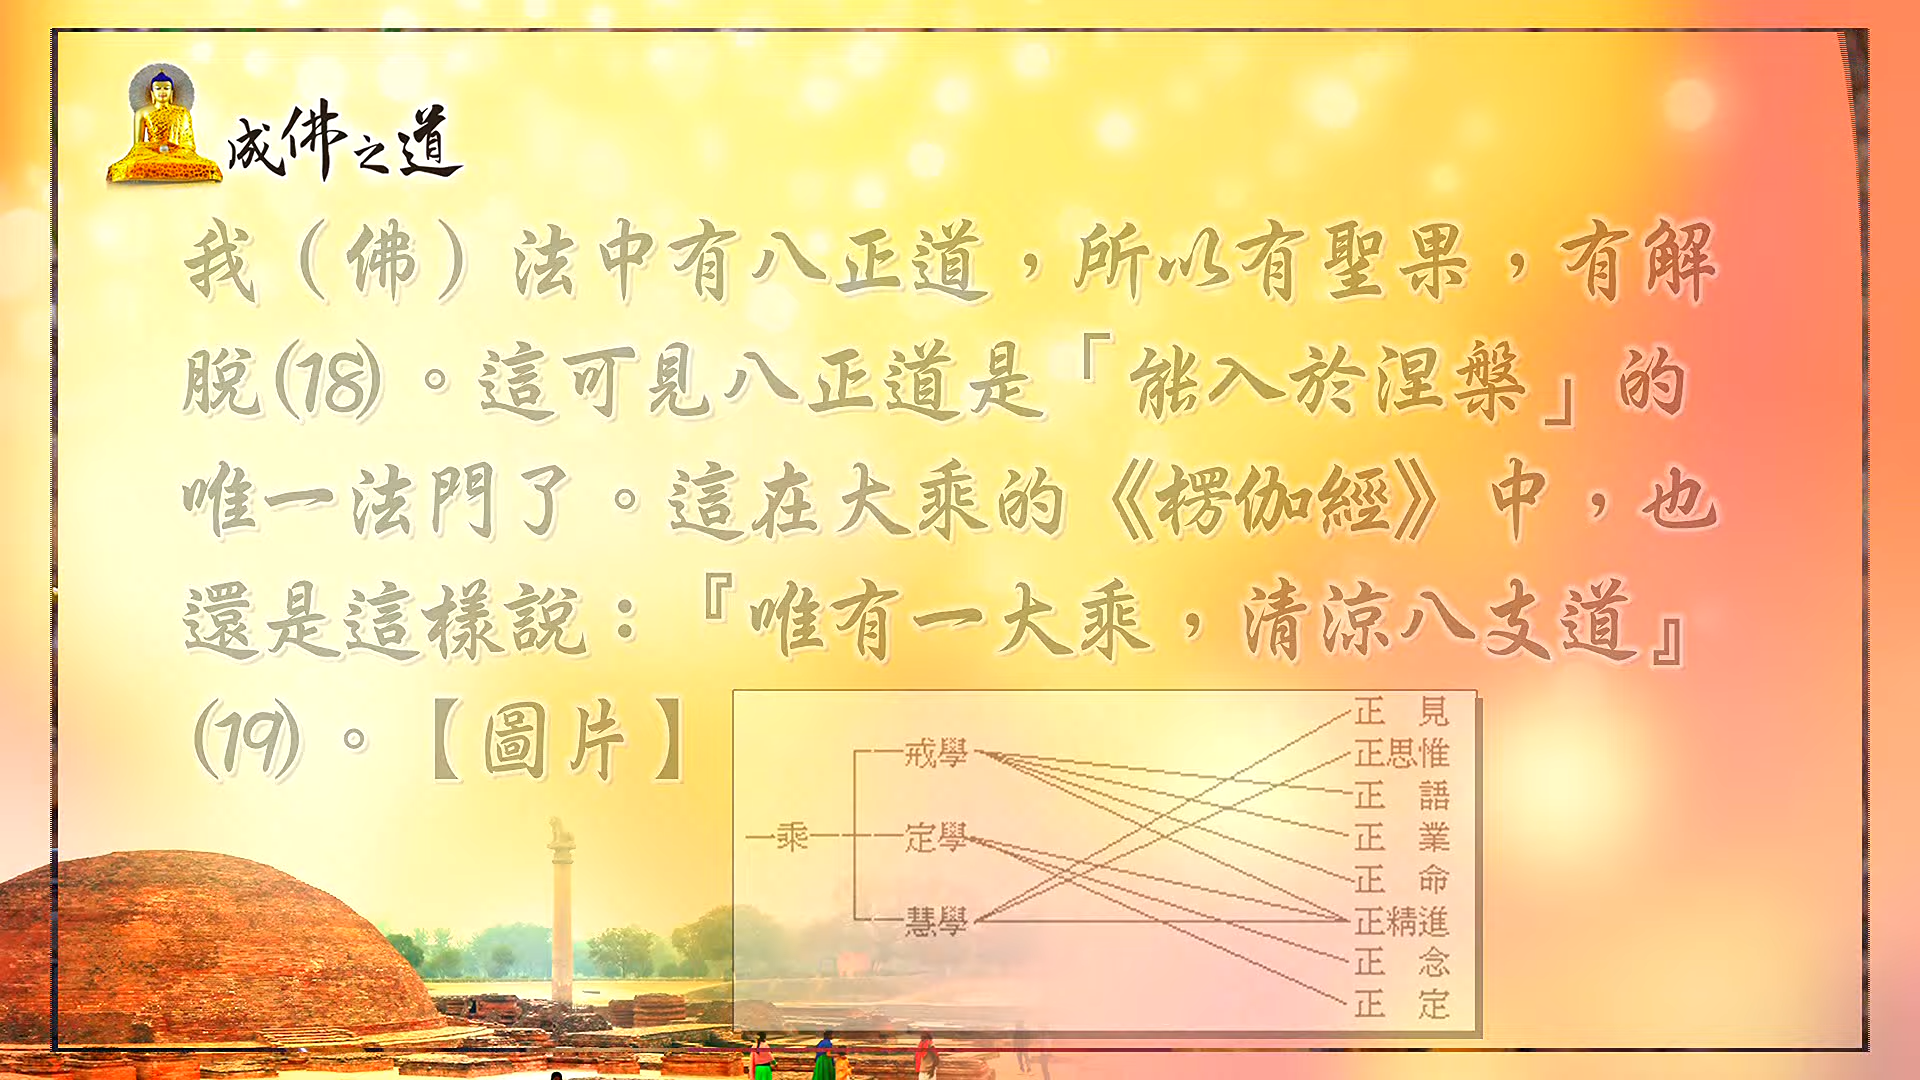 成佛之道
我（佛）法中有八正道，所以有聖果，有解
脫(18)。這可見八正道是「能入於涅槃」的
唯一法門了。這在大乘的《楞伽經》中，也
還是這樣說：『唯有一大乘，清涼八支道』
(19)。【圖片】
正　見
戒學 正思惟
正　語
一乘 定學 正　業
正　命
慧學 正精進
正　念
正　定